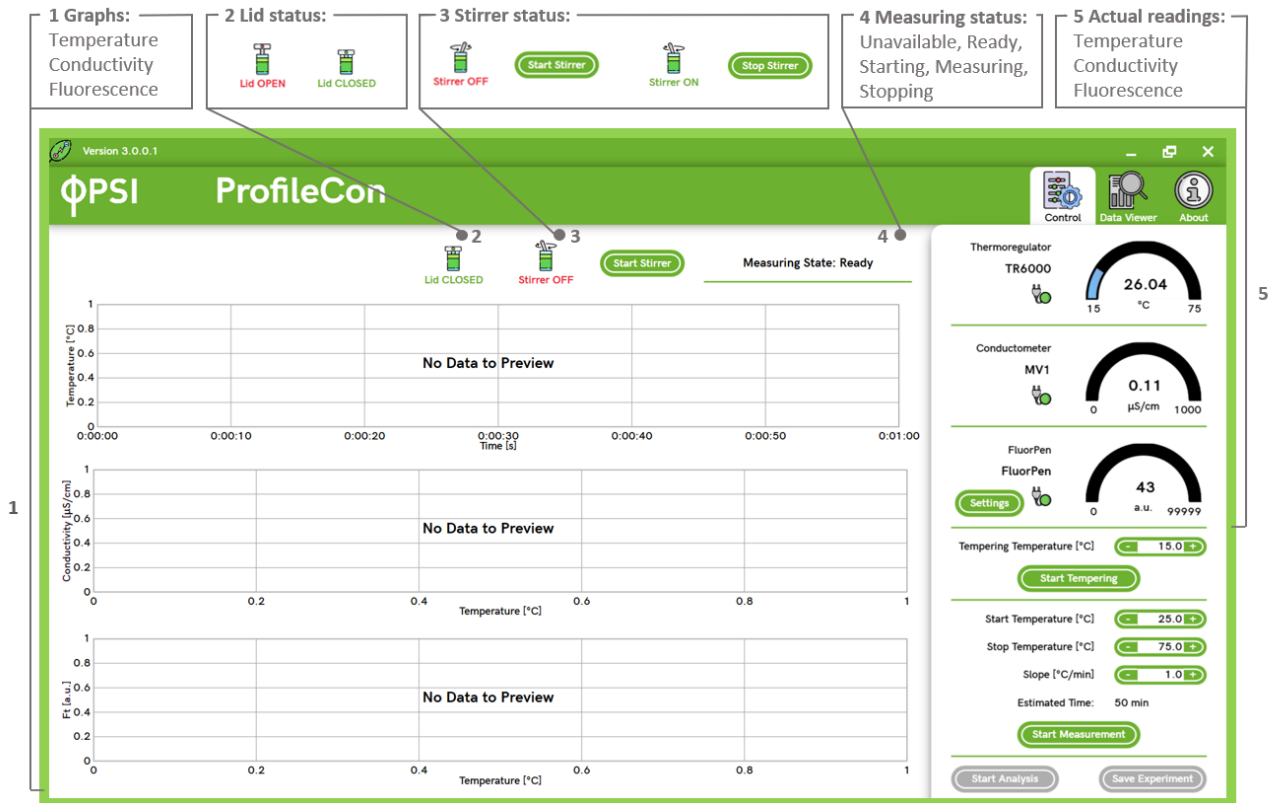 1 Graphs:
Temperature
Conductivity
Fluorescence
2 Lid status:
Lid OPEN
Lid CLOSED
3 Stirrer status:
Stirrer OFF
Start Stirrer
Stirrer ON
Stop Stirrer
4 Measuring status:
Unavailable, Ready,
Starting, Measuring,
Stopping
5 Actual readings:
Temperature
Conductivity
Fluorescence
Version 3.0.0.1
PSI
ProfileCon
Control
Data Viewer
About
2
3
4
Lid CLOSED
Stirrer OFF
Start Stirrer
Measuring State: Ready
1
0.8
0.6
0.4
0.2
0
Temperature [°C]
No Data to Preview
0:00:00 0:00:10 0:00:20 0:00:30 0:00:40 0:00:50 0:01:00
Time [s]
1
1
0.8
0.6
0.4
0.2
0
Conductivity [µS/cm]
No Data to Preview
0 0.2 0.4 0.6 0.8 1
Temperature [°C]
1
0.8
0.6
0.4
0.2
0
Ft [a.u.]
No Data to Preview
0 0.2 0.4 0.6 0.8 1
Temperature [°C]
Thermoregulator
TR6000
26.04
°C
15 75
5
Conductometer
MV1
0.11
µS/cm
0 1000
FluorPen
FluorPen
Settings
43
a.u.
0 99999
Tempering Temperature [°C] - 15.0 +
Start Tempering
Start Temperature [°C] - 25.0 +
Stop Temperature [°C] - 75.0 +
Slope [°C/min] - 1.0 +
Estimated Time: 50 min
Start Measurement
Start Analysis
Save Experiment